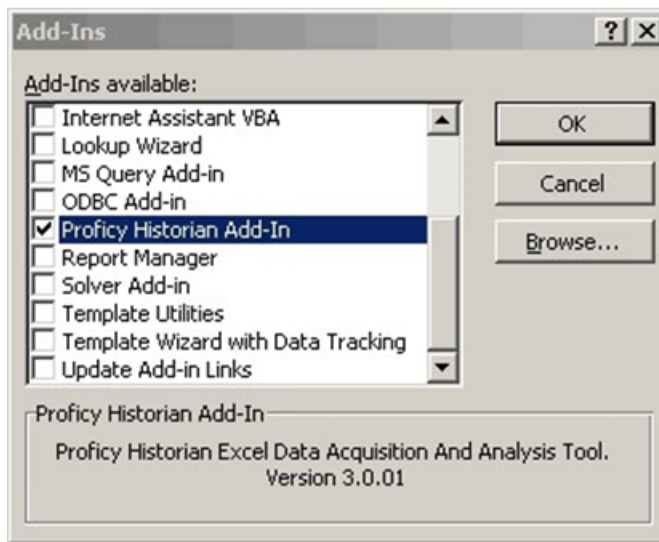 Add-Ins
Add-Ins available:
Internet Assistant VBA
Lookup Wizard
MS Query Add-in
ODBC Add-in
Proficy Historian Add-In
Report Manager
Solver Add-in
Template Utilities
Template Wizard with Data Tracking
Update Add-in Links
OK
Cancel
Browse...
Proficy Historian Add-In
Proficy Historian Excel Data Acquisition And Analysis Tool.
Version 3.0.01